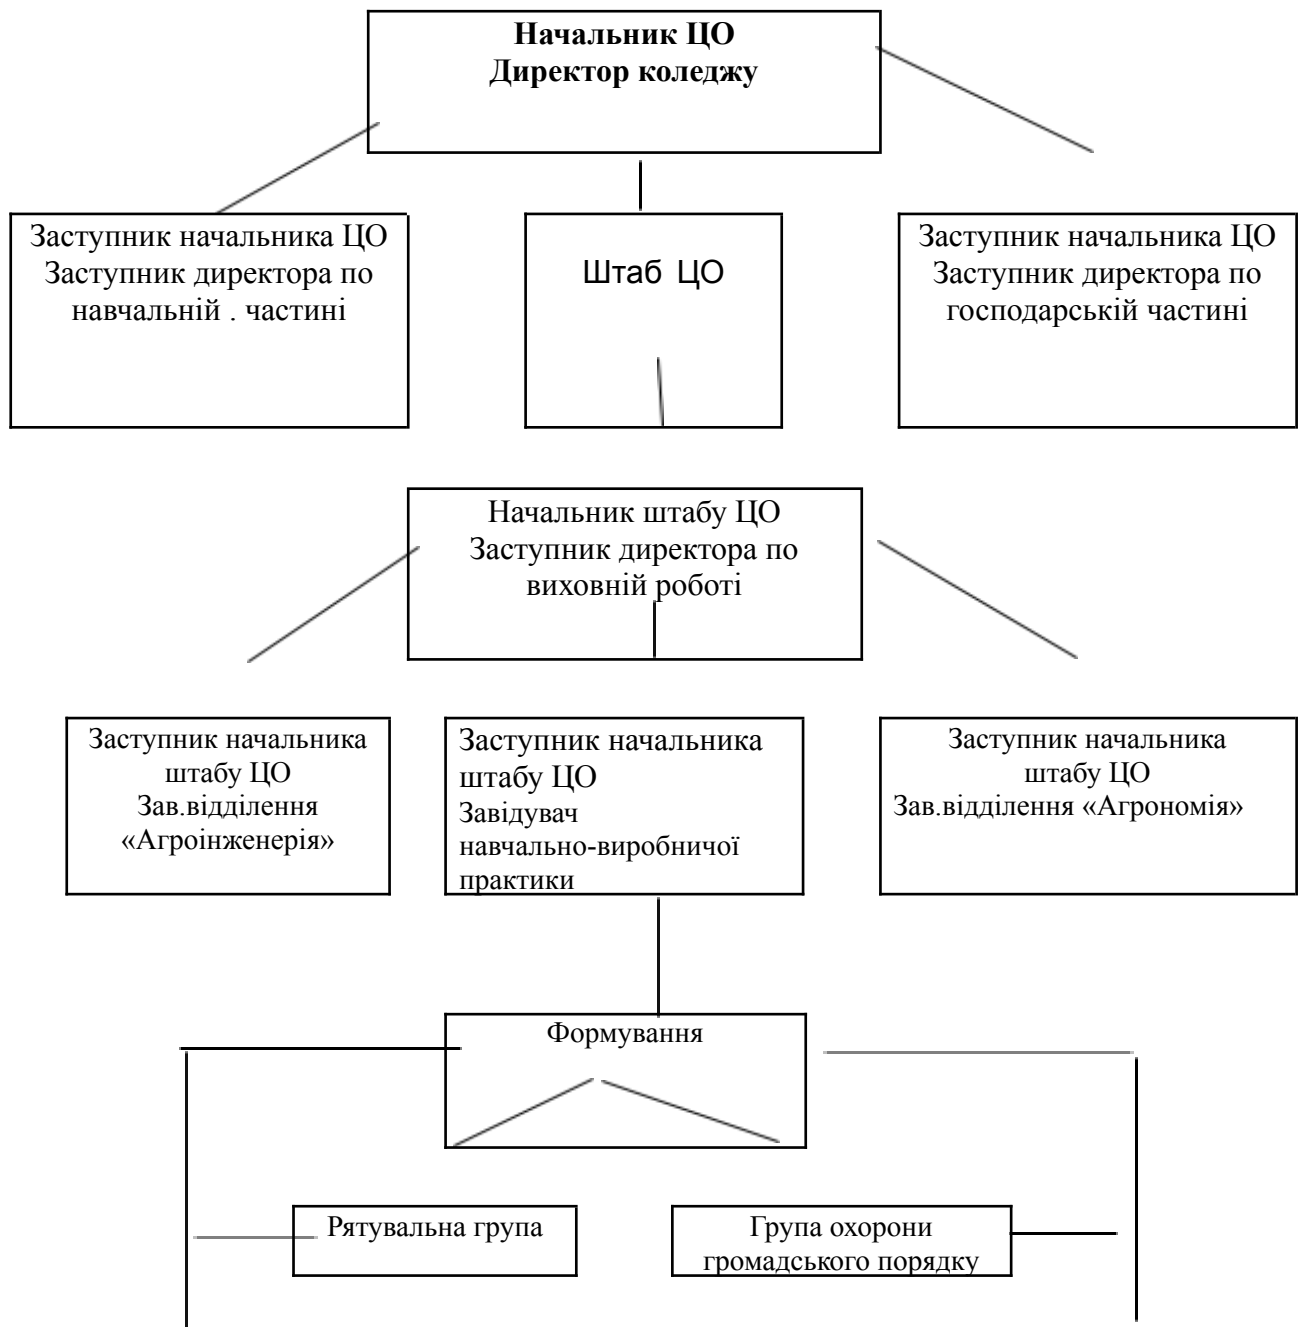 Начальник ЦО
Директор коледжу
Заступник начальника ЦО
Заступник директора по
навчальній . частині
Штаб ЦО
Заступник начальника ЦО
Заступник директора по
господарській частині
Начальник штабу ЦО
Заступник директора по
виховній роботі
Заступник начальника
штабу ЦО
Зав.відділення
«Агроінженерія»
Заступник начальника
штабу ЦО
Завідувач
навчально-виробничої
практики
Заступник начальника
штабу ЦО
Зав.відділення «Агрономія»
Формування
Рятувальна група
Група охорони
громадського порядку